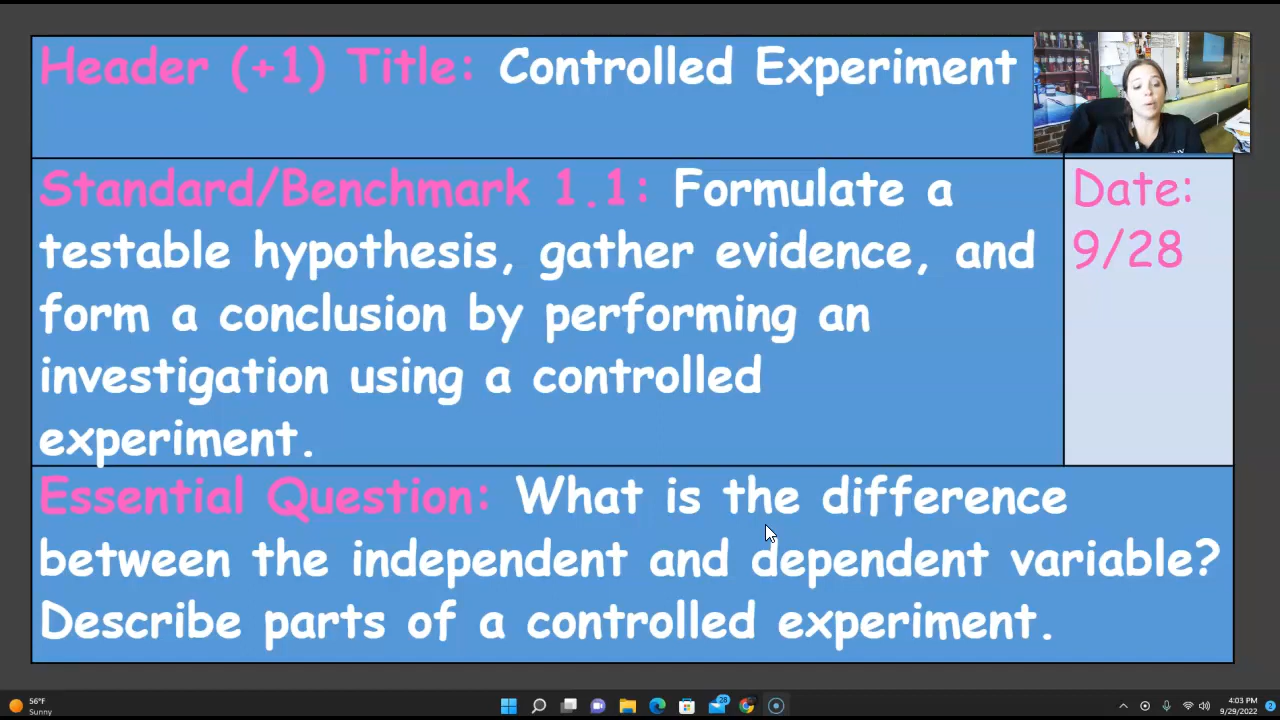 Header (+1) Title: Controlled Experiment
Standard/Benchmark 1.1: Formulate a
testable hypothesis, gather evidence, and
form a conclusion by performing an
investigation using a controlled
experiment.
Date:
9/28
Essential Question: What is the difference
between the independent and dependent variable?
Describe parts of a controlled experiment.
56°F
Sunny
28
4:03 PM
9/29/2022
2